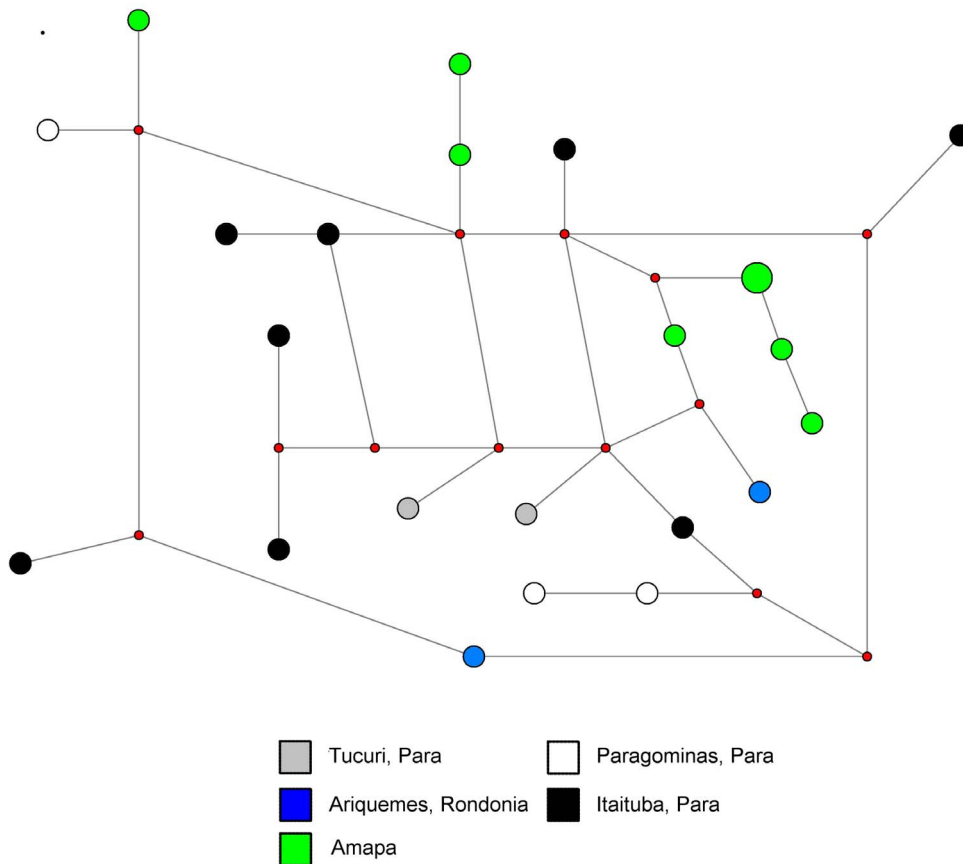 Tucuri, Para
Paragominas, Para
Ariquemes, Rondonia
Itaituba, Para
Amapa